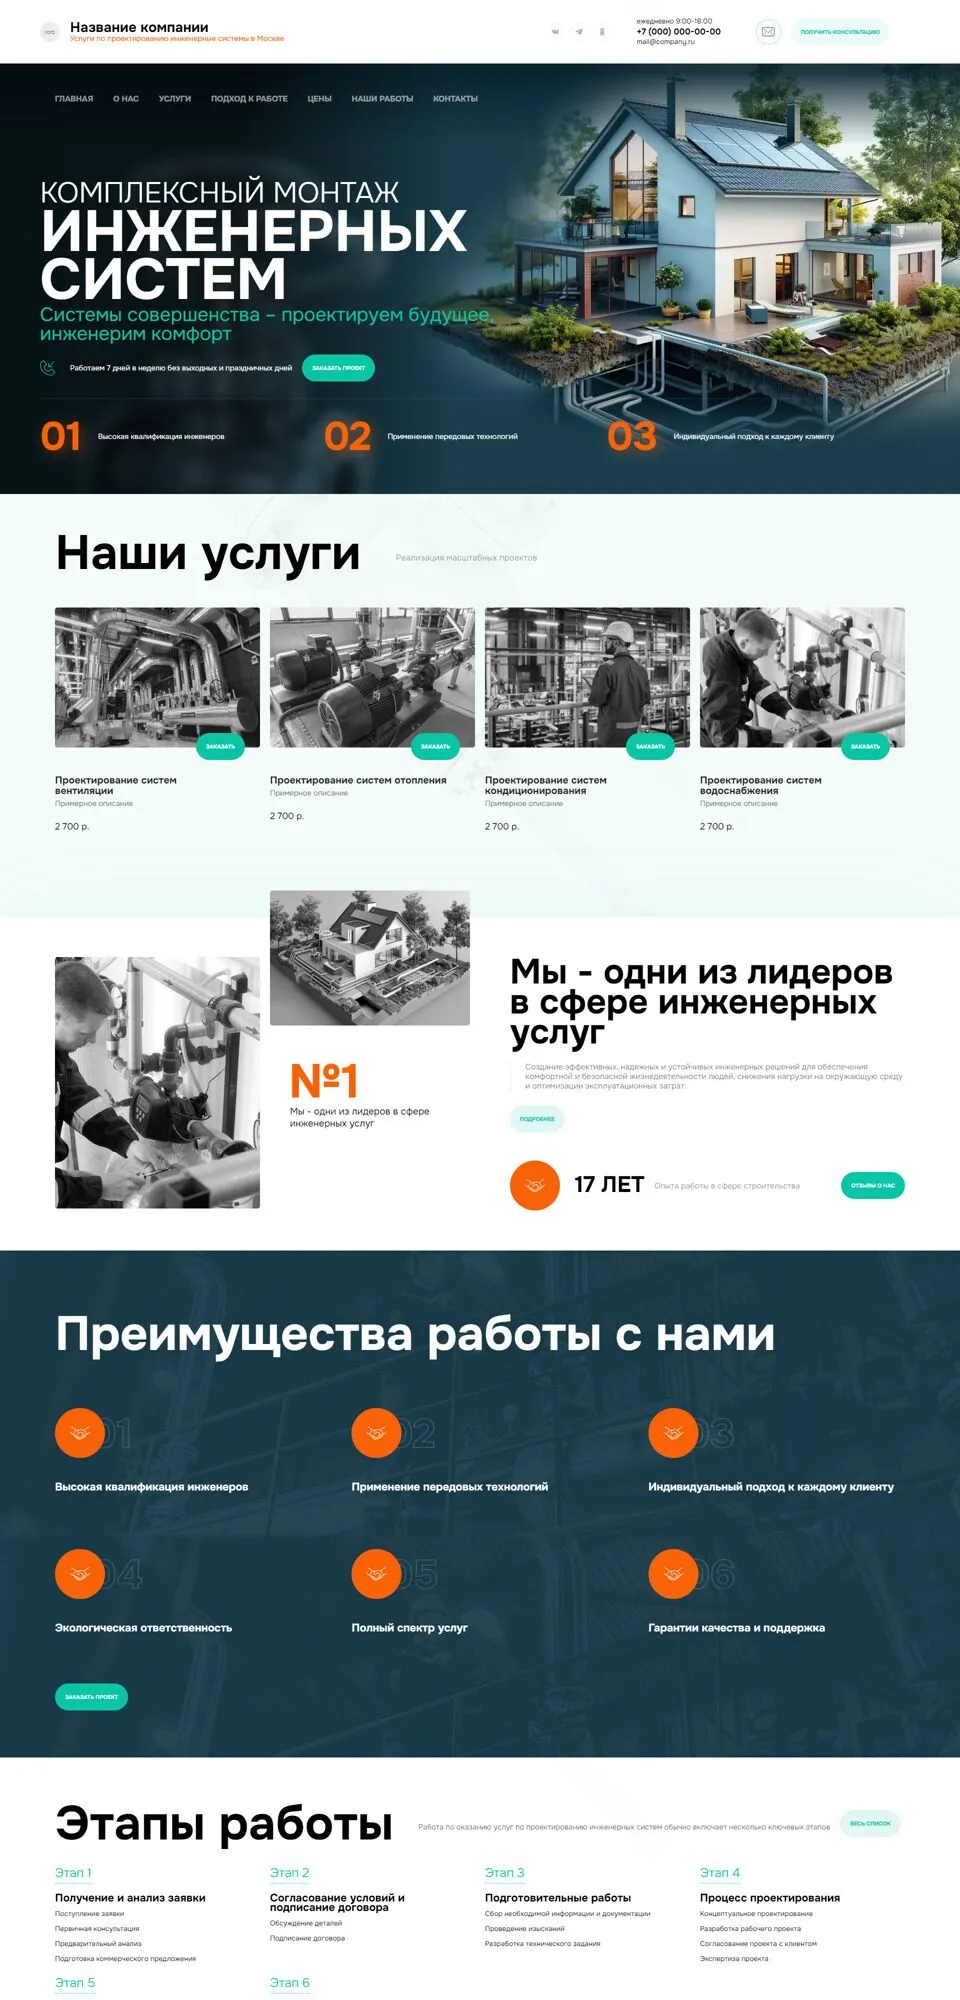 ЛОГО
Название компании
Услуги по проектированию инженерные системы в Москве
ежедневно 9:00-18:00
+7 (000) 000-00-00
mail@company.ru
ПОЛУЧИТЬ КОНСУЛЬТАЦИЮ
ГЛАВНАЯ О НАС УСЛУГИ ПОДХОД К РАБОТЕ ЦЕНЫ НАШИ РАБОТЫ КОНТАКТЫ
КОМПЛЕКСНЫЙ МОНТАЖ
ИНЖЕНЕРНЫХ
СИСТЕМ
Системы совершенства – проектируем будущее,
инженерим комфорт
Работаем 7 дней в неделю без выходных и праздничных дней
ЗАКАЗАТЬ ПРОЕКТ
01 Высокая квалификация инженеров
02 Применение передовых технологий
03 Индивидуальный подход к каждому клиенту
Наши услуги
Реализация масштабных проектов
ЗАКАЗАТЬ
ЗАКАЗАТЬ
ЗАКАЗАТЬ
ЗАКАЗАТЬ
Проектирование систем
вентиляции
Примерное описание
2 700 р.
Проектирование систем отопления
Примерное описание
2 700 р.
Проектирование систем
кондиционирования
Примерное описание
2 700 р.
Проектирование систем
водоснабжения
Примерное описание
2 700 р.
№1
Мы - одни из лидеров в сфере
инженерных услуг
Мы - одни из лидеров
в сфере инженерных
услуг
Создание эффективных, надежных и устойчивых инженерных решений для обеспечения
комфортной и безопасной жизнедеятельности людей, снижения нагрузки на окружающую среду
и оптимизации эксплуатационных затрат.
ПОДРОБНЕЕ
17 ЛЕТ
Опыта работы в сфере строительства
ОТЗЫВЫ О НАС
Преимущества работы с нами
01
Высокая квалификация инженеров
02
Применение передовых технологий
03
Индивидуальный подход к каждому клиенту
04
Экологическая ответственность
05
Полный спектр услуг
06
Гарантии качества и поддержка
ЗАКАЗАТЬ ПРОЕКТ
Этапы работы
Работа по оказанию услуг по проектированию инженерных систем обычно включает несколько ключевых этапов
ВЕСЬ СПИСОК
Этап 1
Получение и анализ заявки
Поступление заявки
Первичная консультация
Предварительный анализ
Подготовка коммерческого предложения
Этап 2
Согласование условий и
подписание договора
Обсуждение деталей
Подписание договора
Этап 3
Подготовительные работы
Сбор необходимой информации и документации
Проведение изысканий
Разработка технического задания
Этап 4
Процесс проектирования
Концептуальное проектирование
Разработка рабочего проекта
Согласование проекта с клиентом
Экспертиза проекта
Этап 5
Этап 6